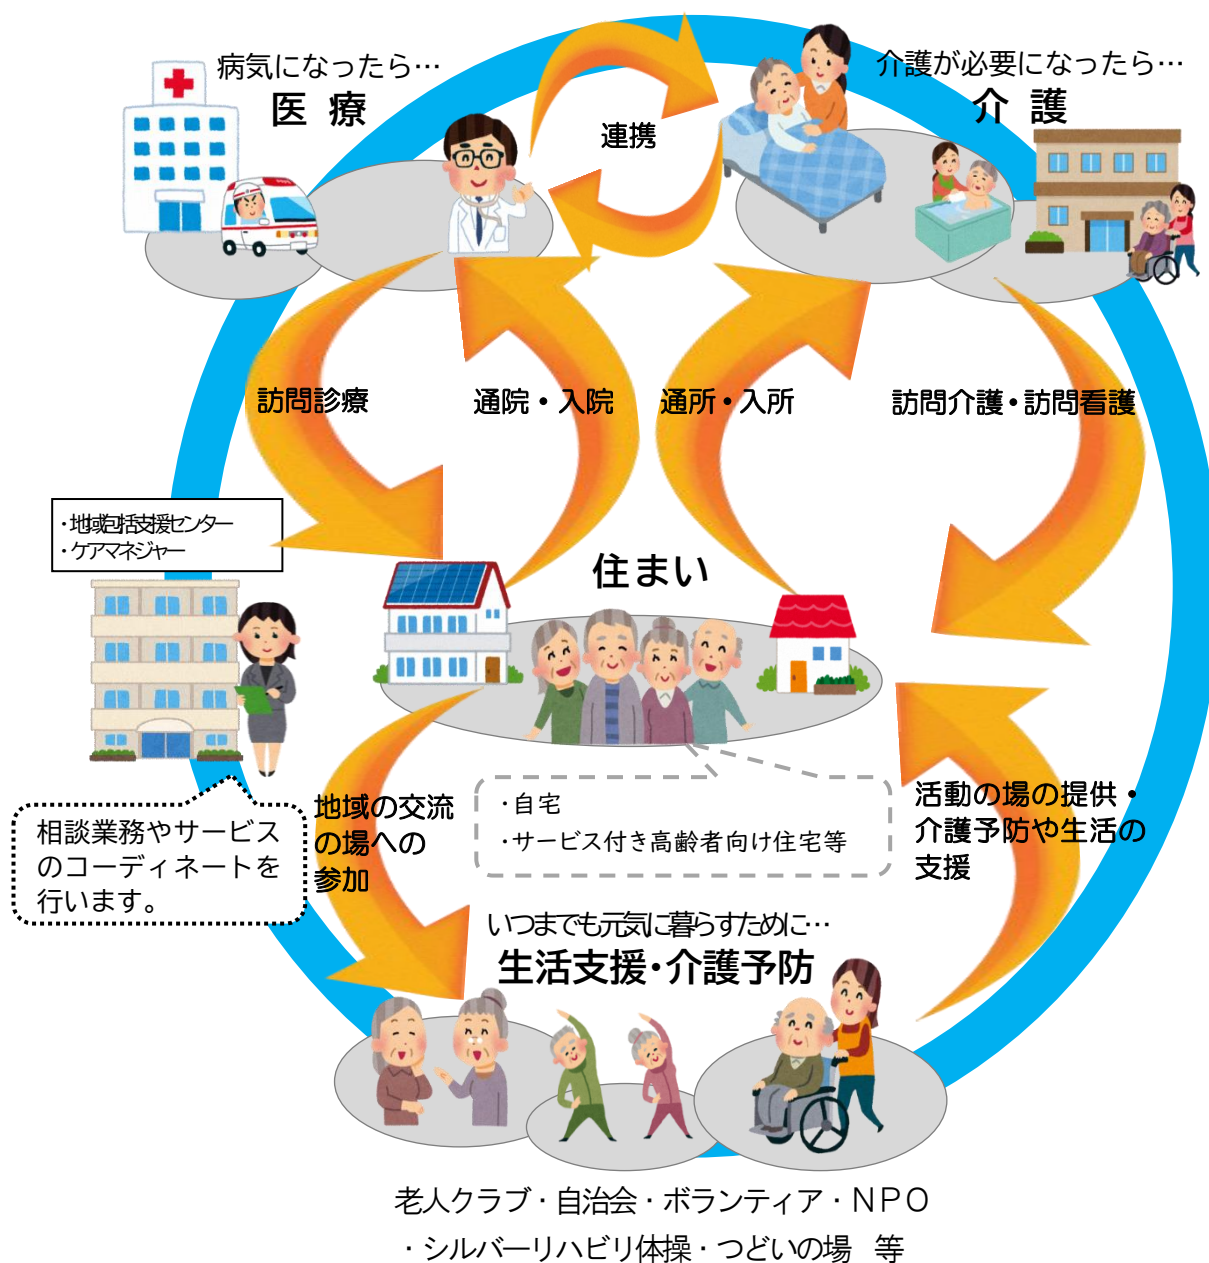 病気になったら…
医 療
介護が必要になったら…
介 護
連携
訪問診療
通院・入院
通所・入所
訪問介護・訪問看護
・地域包括支援センター
・ケアマネジャー
住まい
相談業務やサービス
のコーディネートを
行います。
地域の交流
の場への
参加
・自宅
・サービス付き高齢者向け住宅等
活動の場の提供・
介護予防や生活の
支援
いつまでも元気に暮らすために…
生活支援・介護予防
老人クラブ・自治会・ボランティア・NPO
・シルバーリハビリ体操・つどいの場 等